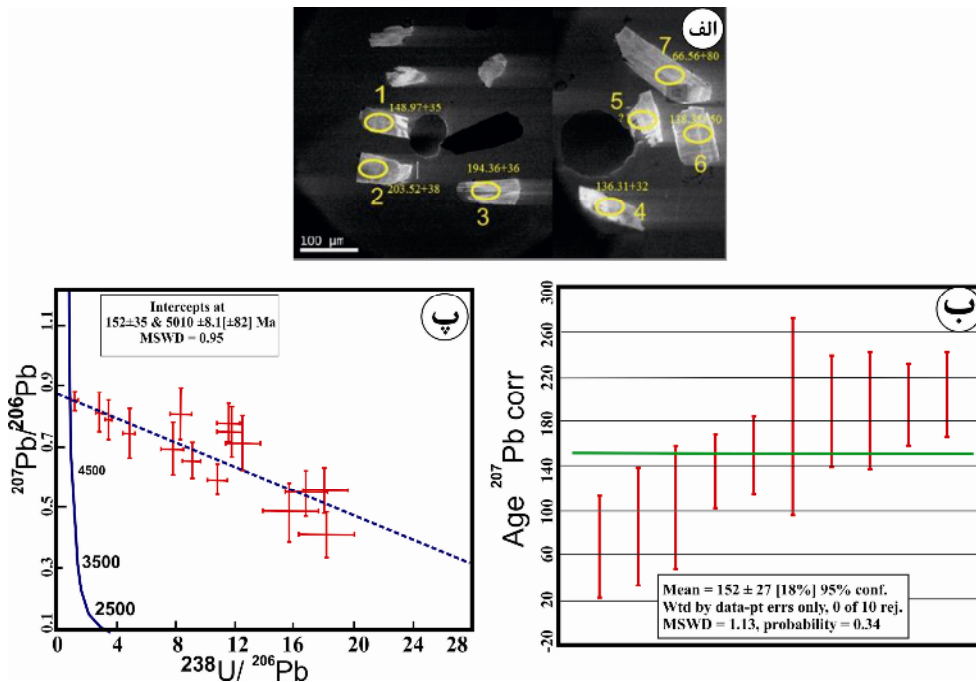 الف
1
148.97+35
2
203.52+38
194.36+36
3
100 µm
7
66.56+80
5
?
6
136.31+32
4
پ
Intercepts at
152±35 & 5010 ±8.1[±82] Ma
MSWD = 0.95
207Pb/206Pb
1.1
0.9
0.7
0.5
0.3
0.1
4500
3500
2500
0 4 8 12 16 20 24 28
238U/ 206Pb
ب
Age 207Pb corr
300
260
220
180
150
100
60
20
-20
Mean = 152 ± 27 [18%] 95% conf.
Wtd by data-pt errs only, 0 of 10 rej.
MSWD = 1.13, probability = 0.34